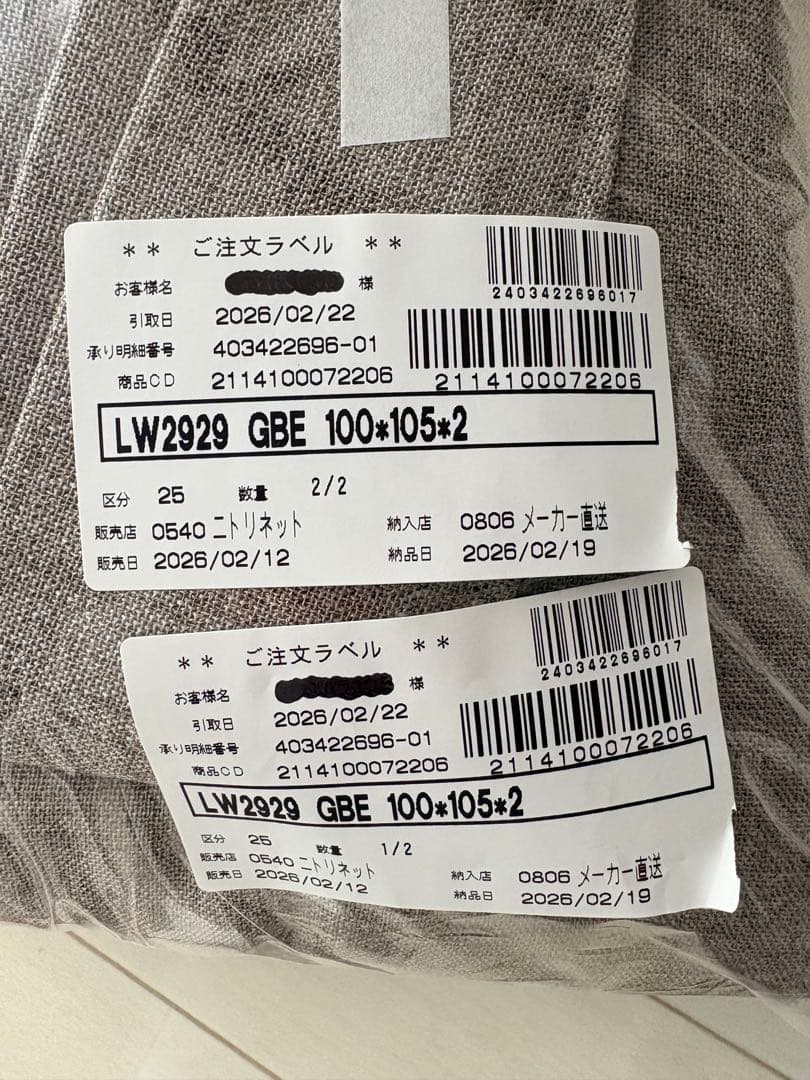 ** ご注文ラベル **
2403422696017
お客様名 様
引取日 2026/02/22
承り明細番号 403422696-01
商品CD 2114100072206
2114100072206
LW2929 GBE 100*105*2
区分 25 数量 2/2
販売店 0540 ニトリネット 納入店 0806 メーカー直送
販売日 2026/02/12 納品日 2026/02/19
** ご注文ラベル **
2403422696017
お客様名 様
引取日 2026/02/22
承り明細番号 403422696-01
商品CD 2114100072206
2114100072206
LW2929 GBE 100*105*2
区分 25 数量 1/2
販売店 0540 ニトリネット 納入店 0806 メーカー直送
販売日 2026/02/12 納品日 2026/02/19